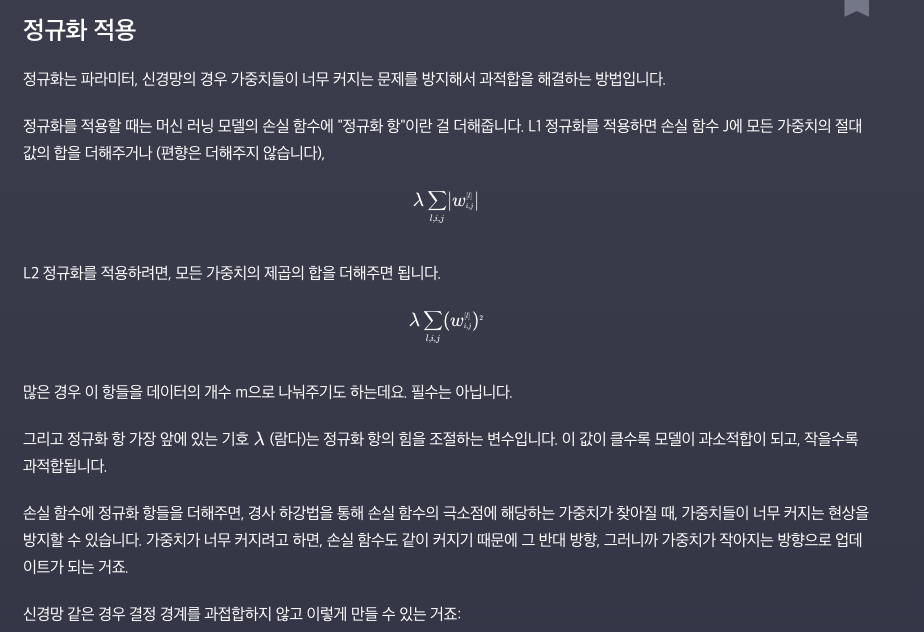 정규화 적용
정규화는 파라미터, 신경망의 경우 가중치들이 너무 커지는 문제를 방지해서 과적합을 해결하는 방법입니다.
정규화를 적용할 때는 머신 러닝 모델의 손실 함수에 "정규화 항"이란 걸 더해줍니다. L1 정규화를 적용하면 손실 함수 J에 모든 가중치의 절대
값의 합을 더해주거나 (편향은 더해주지 않습니다),
λ∑_{l,i,j}|w_{i,j}^{[l]}|
L2 정규화를 적용하려면, 모든 가중치의 제곱의 합을 더해주면 됩니다.
λ∑_{l,i,j}(w_{i,j}^{[l]})²
많은 경우 이 항들을 데이터의 개수 m으로 나눠주기도 하는데요. 필수는 아닙니다.
그리고 정규화 항 가장 앞에 있는 기호 λ (람다)는 정규화 항의 힘을 조절하는 변수입니다. 이 값이 클수록 모델이 과소적합이 되고, 작을수록
과적합됩니다.
손실 함수에 정규화 항들을 더해주면, 경사 하강법을 통해 손실 함수의 극소점에 해당하는 가중치가 찾아질 때, 가중치들이 너무 커지는 현상을
방지할 수 있습니다. 가중치가 너무 커지려고 하면, 손실 함수도 같이 커지기 때문에 그 반대 방향, 그러니까 가중치가 작아지는 방향으로 업데
이트가 되는 거죠.
신경망 같은 경우 결정 경계를 과접합하지 않고 이렇게 만들 수 있는 거죠: